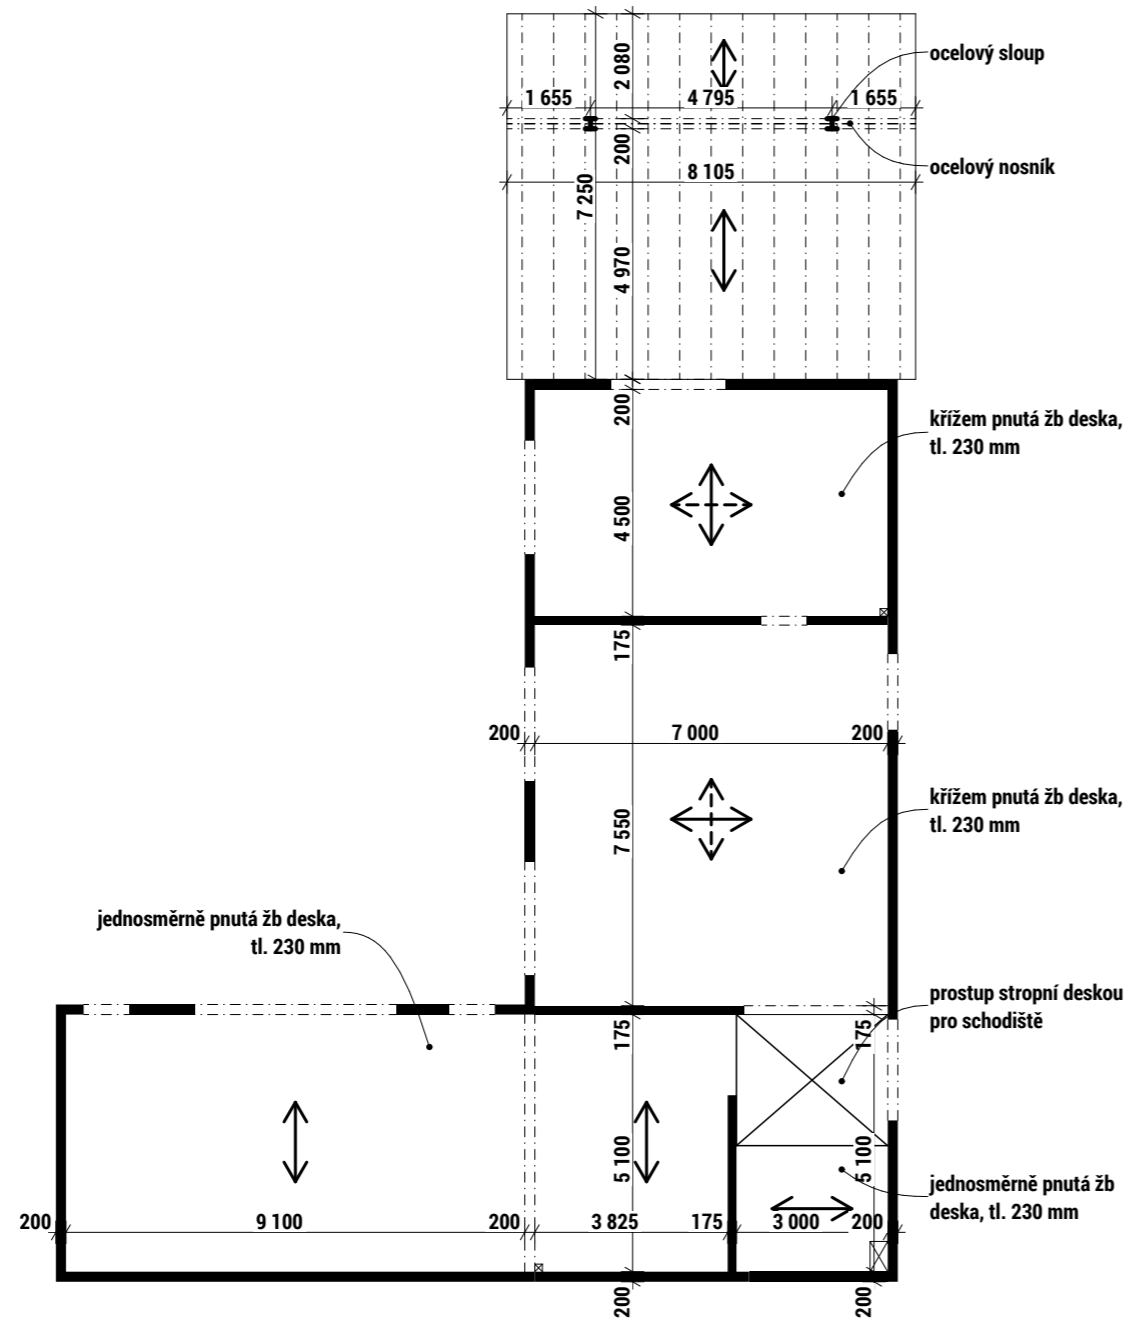 2 080
ocelový sloup
1 655
4 795
1 655
200
ocelový nosník
8 105
7 250
4 970
200
křížem pnutá žb deska,
tl. 230 mm
4 500
175
200
7 000
200
křížem pnutá žb deska,
tl. 230 mm
7 550
jednosměrně pnutá žb deska,
tl. 230 mm
prostup stropní deskou
pro schodiště
175
175
5 100
5 100
jednosměrně pnutá žb
deska, tl. 230 mm
200
9 100
200
3 825
175
3 000
200
200
200